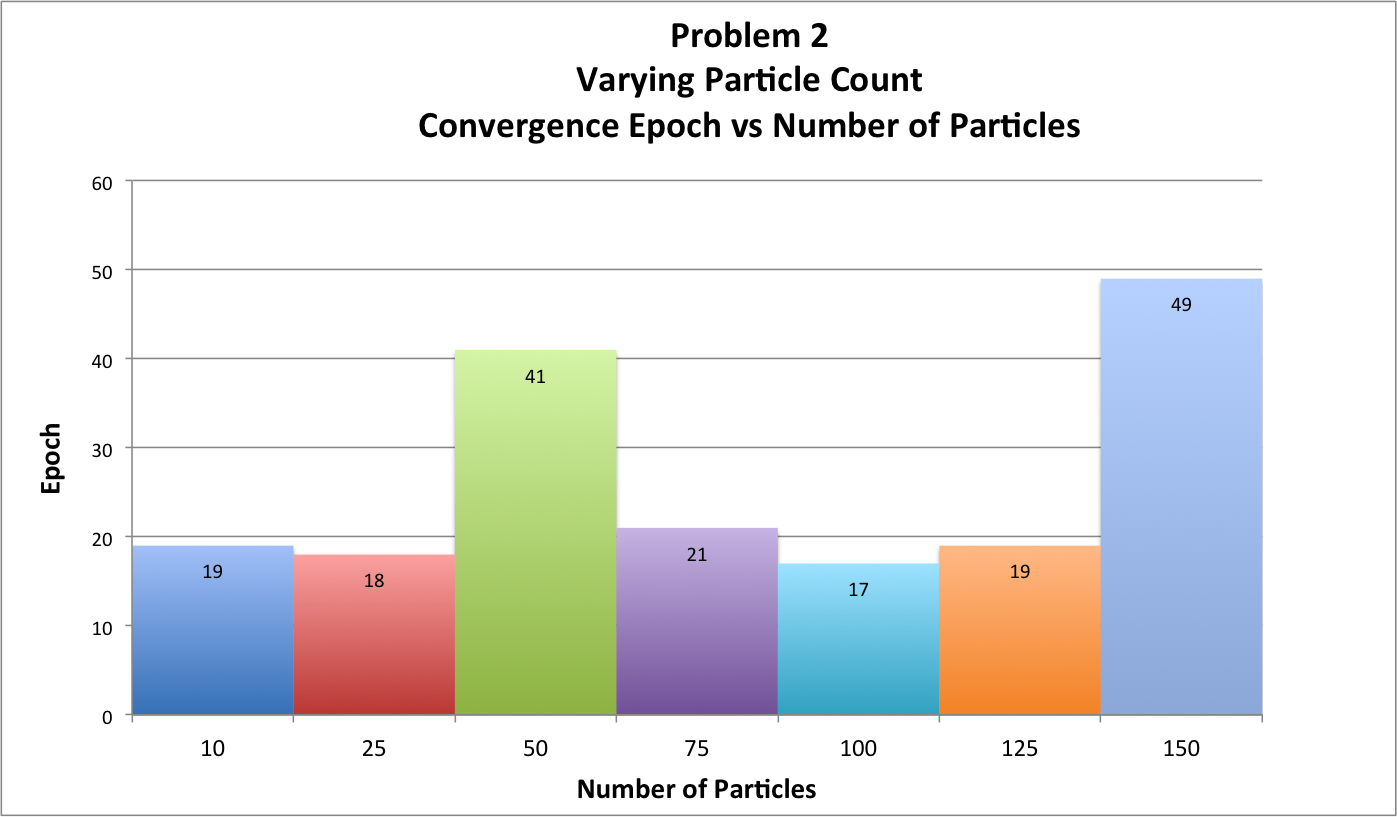 Problem 2
Varying Particle Count
Convergence Epoch vs Number of Particles
60
50
40
30
20
10
0
Epoch
19
18
41
21
17
19
49
10 25 50 75 100 125 150
Number of Particles